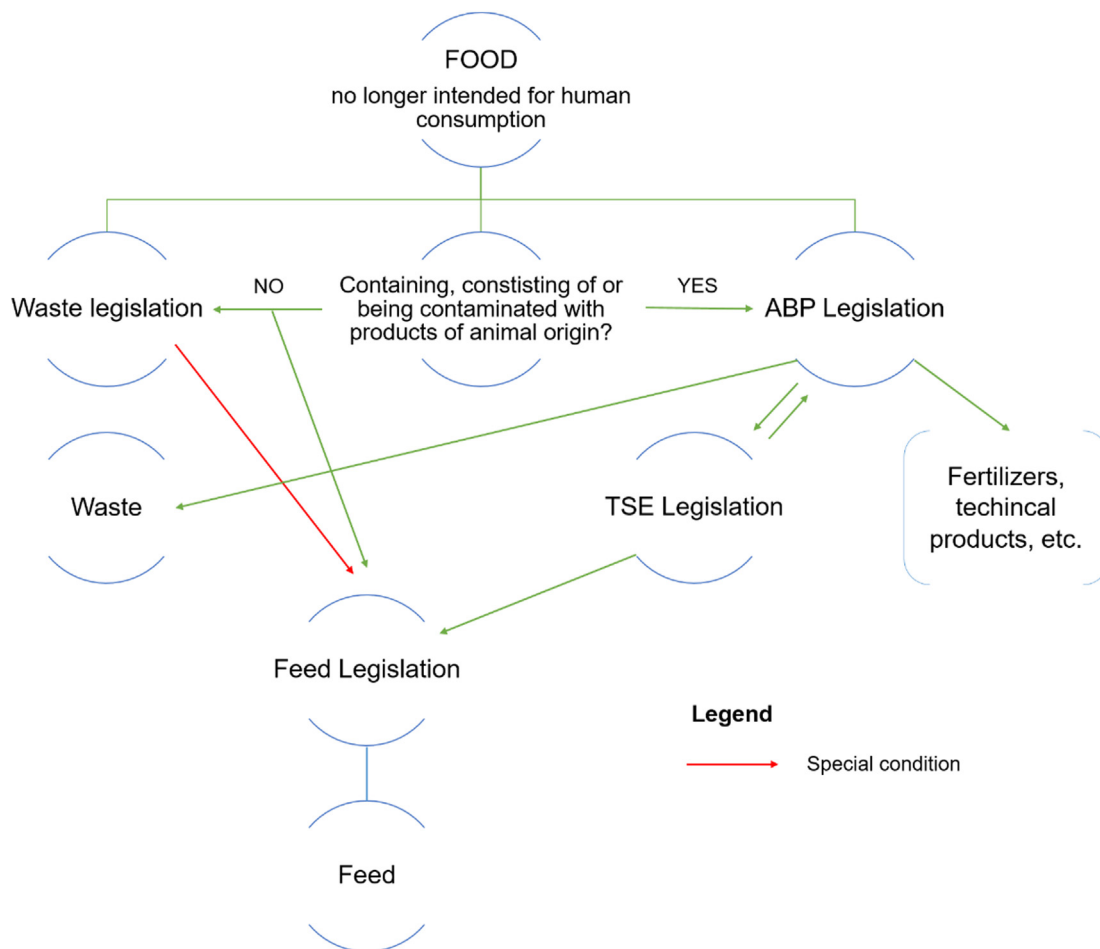 FOOD
no longer intended for human
consumption
NO
Containing, constisting of or
being contaminated with
products of animal origin?
YES
Waste legislation
ABP Legislation
Waste
TSE Legislation
Fertilizers,
techincal
products, etc.
Feed Legislation
Legend
Special condition
Feed